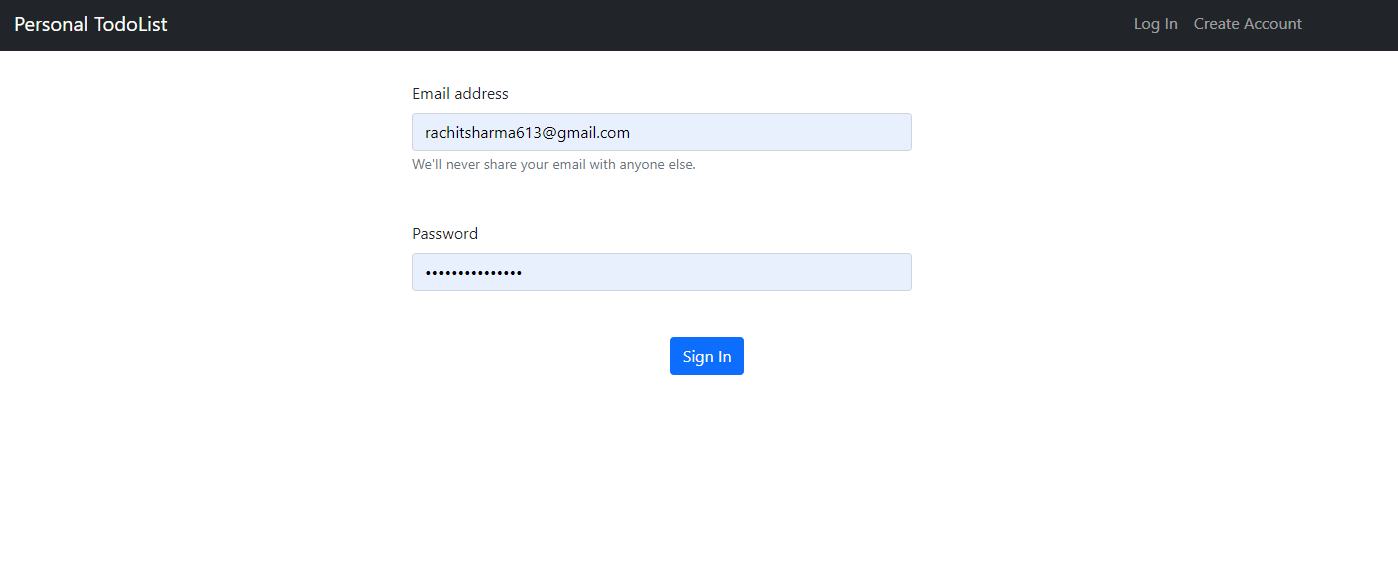 Personal TodoList Log In Create Account
Email address
rachitsharma613@gmail.com
We'll never share your email with anyone else.
Password
•••••••••••••••
Sign In